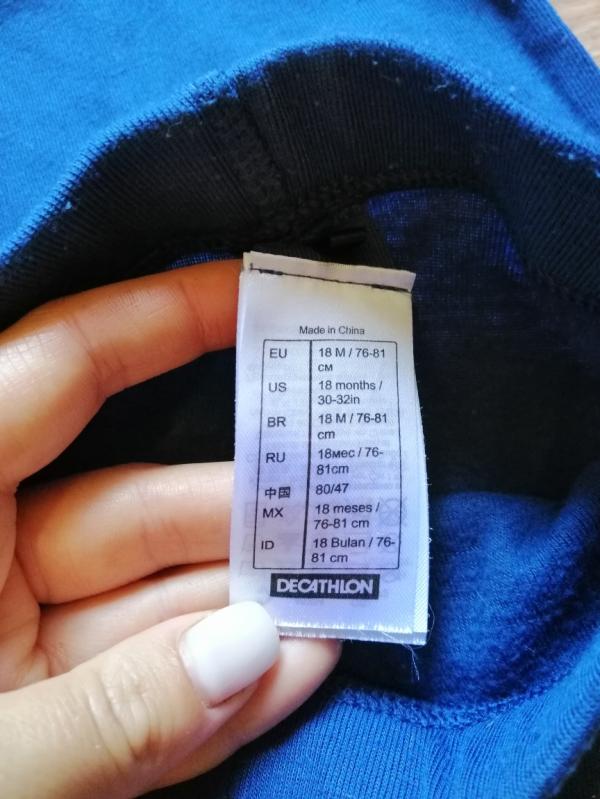 Made in China
EU 18 M / 76-81
см
US 18 months /
30-32in
BR 18 M / 76-81
cm
RU 18мес / 76-
81cm
中国 80/47
MX 18 meses /
76-81 cm
ID 18 Bulan / 76-
81 cm
DECATHLON